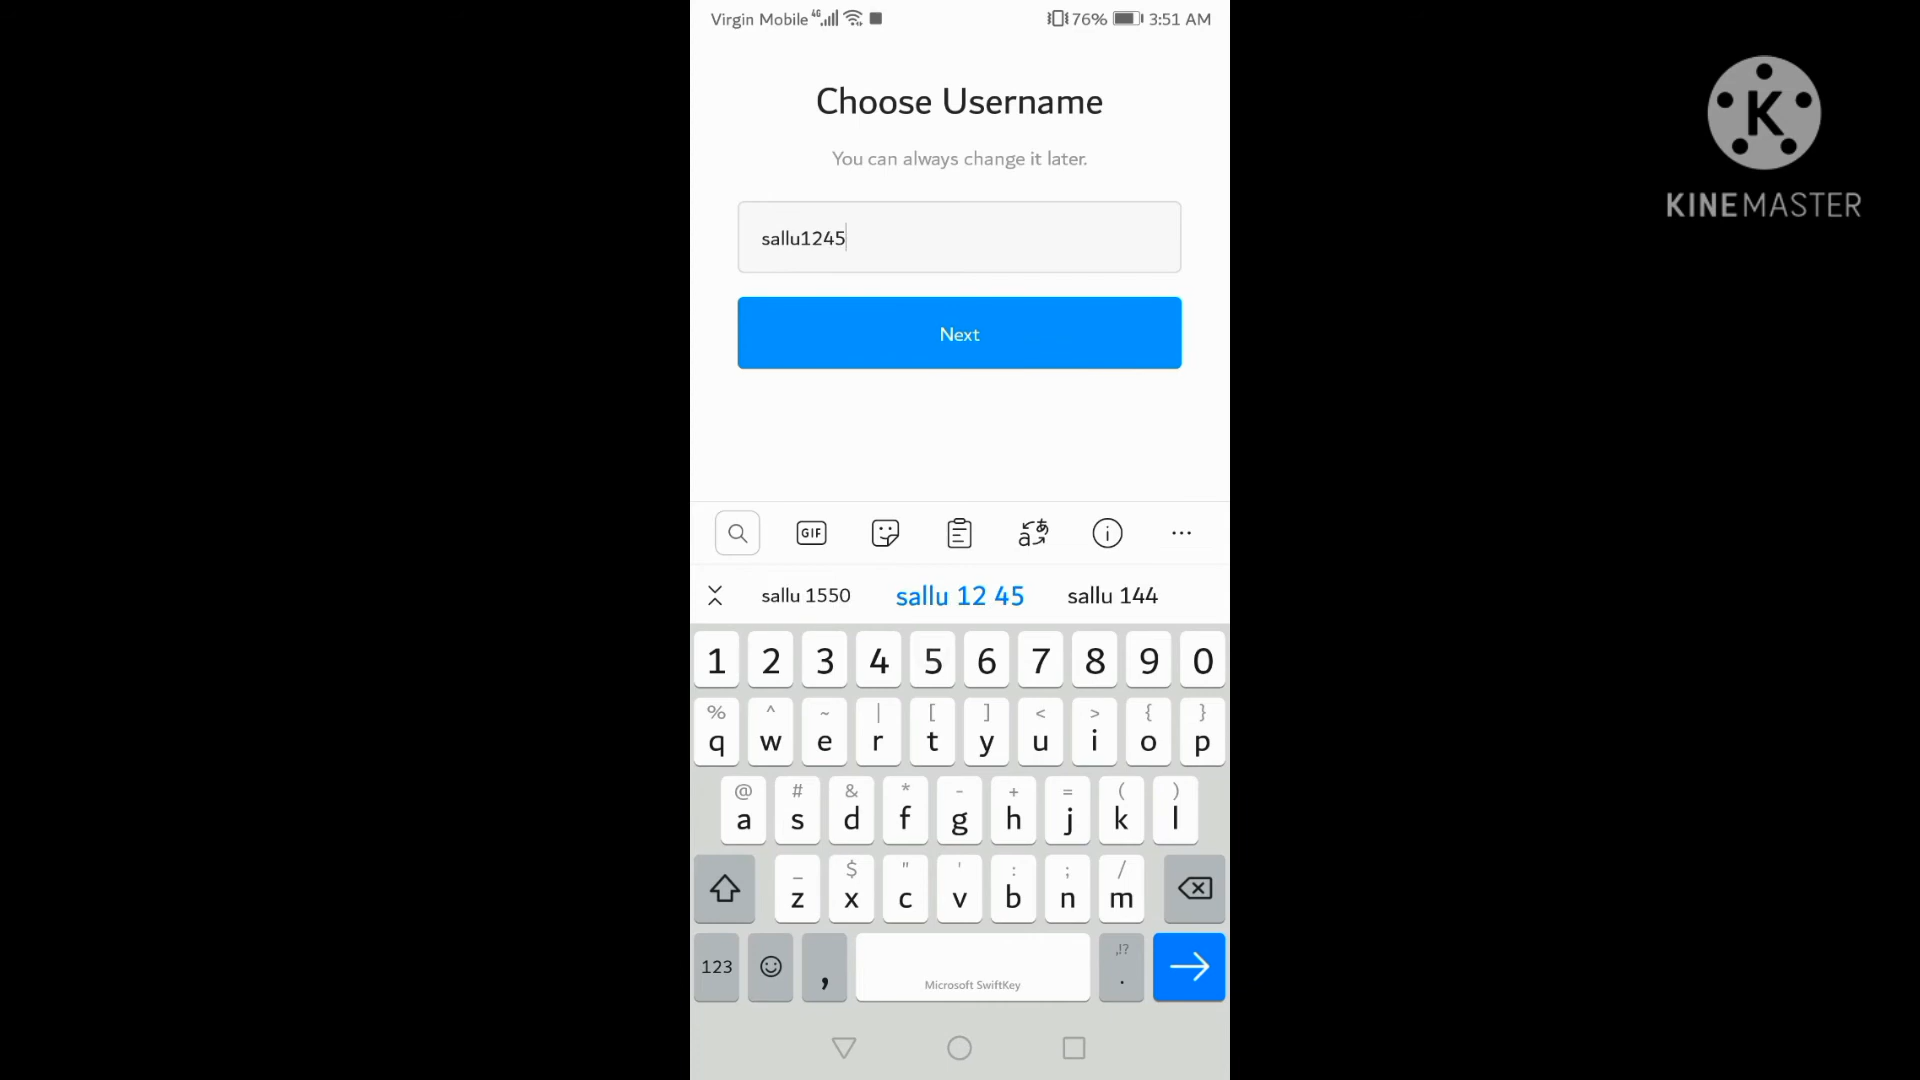 Virgin Mobile 4G 76% 3:51 AM
K
KINEMASTER
Choose Username
You can always change it later.
sallu1245
Next
GIF
sallu 1550 sallu 12 45 sallu 144
1 2 3 4 5 6 7 8 9 0
% ^ ~ | [ ] < > { }
q w e r t y u i o p
@ # & * - + = ( )
a s d f g h j k l
_ $ " ' : ; /
z x c v b n m
123 , Microsoft SwiftKey ,!? .